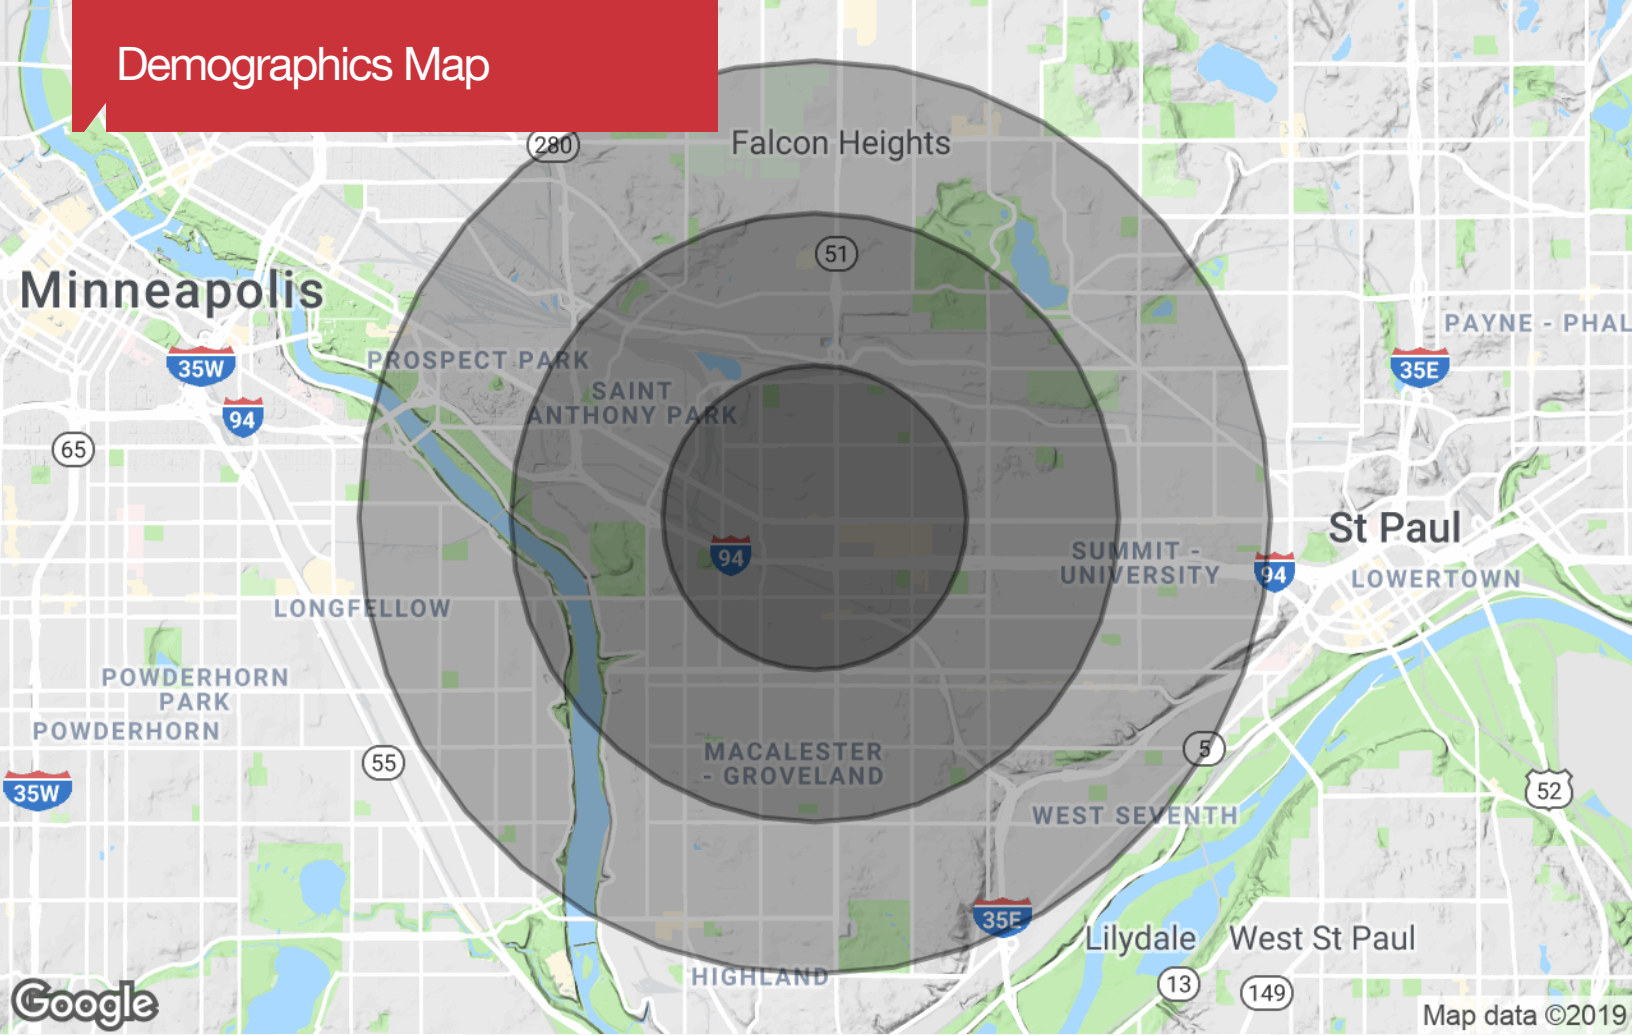 Demographics Map
280
Falcon Heights
51
Minneapolis
PAYNE - PHAL
PROSPECT PARK
35W
35E
SAINT
ANTHONY PARK
94
65
St Paul
94
SUMMIT -
UNIVERSITY
94
LOWERTOWN
LONGFELLOW
POWDERHORN
PARK
POWDERHORN
MACALESTER
- GROVELAND
5
55
35W
52
WEST SEVENTH
35E
Lilydale
West St Paul
HIGHLAND
13
149
Google
Map data ©2019